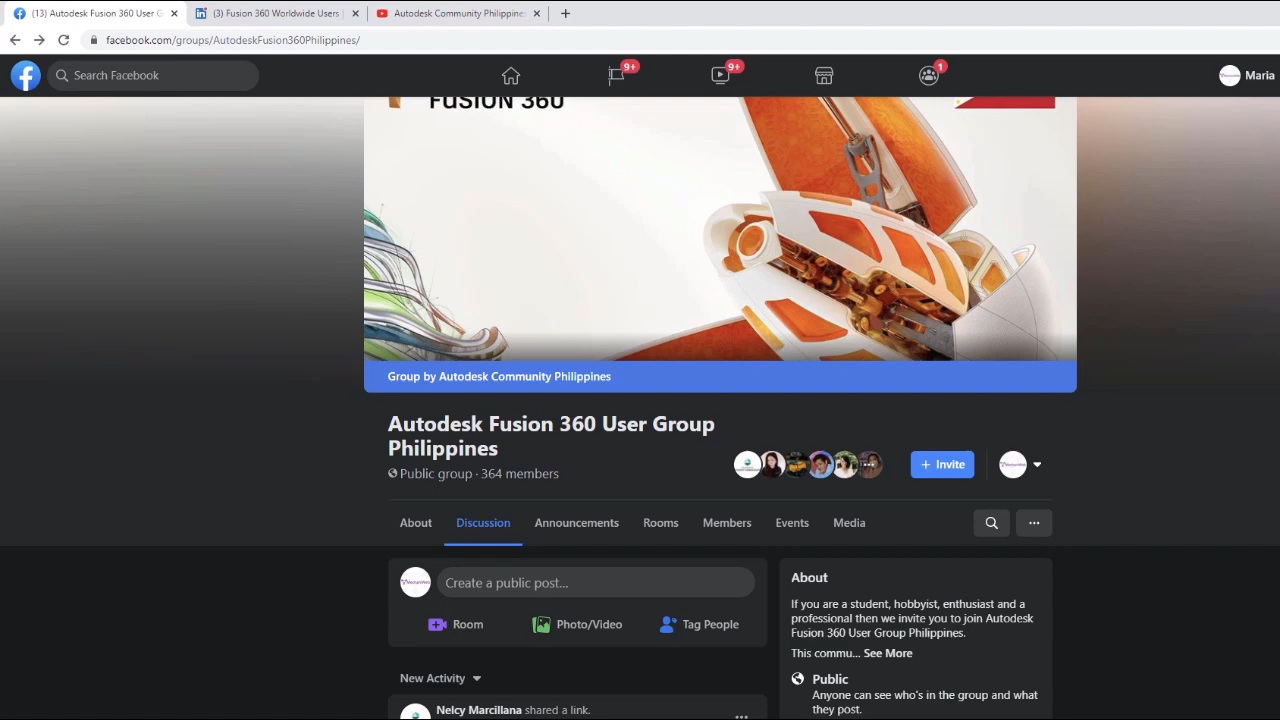 (13) Autodesk Fusion 360 User G
(3) Fusion 360 Worldwide Users |
Autodesk Community Philippine
facebook.com/groups/AutodeskFusion360Philippines/
Search Facebook
9+
9+
1
Maria
FUSION 360
Group by Autodesk Community Philippines
Autodesk Fusion 360 User Group
Philippines
Public group · 364 members
+ Invite
About
Discussion
Announcements
Rooms
Members
Events
Media
Create a public post...
Room
Photo/Video
Tag People
New Activity
Nelcy Marcillana shared a link.
About
If you are a student, hobbyist, enthusiast and a
professional then we invite you to join Autodesk
Fusion 360 User Group Philippines.
This commu... See More
Public
Anyone can see who's in the group and what
they post.